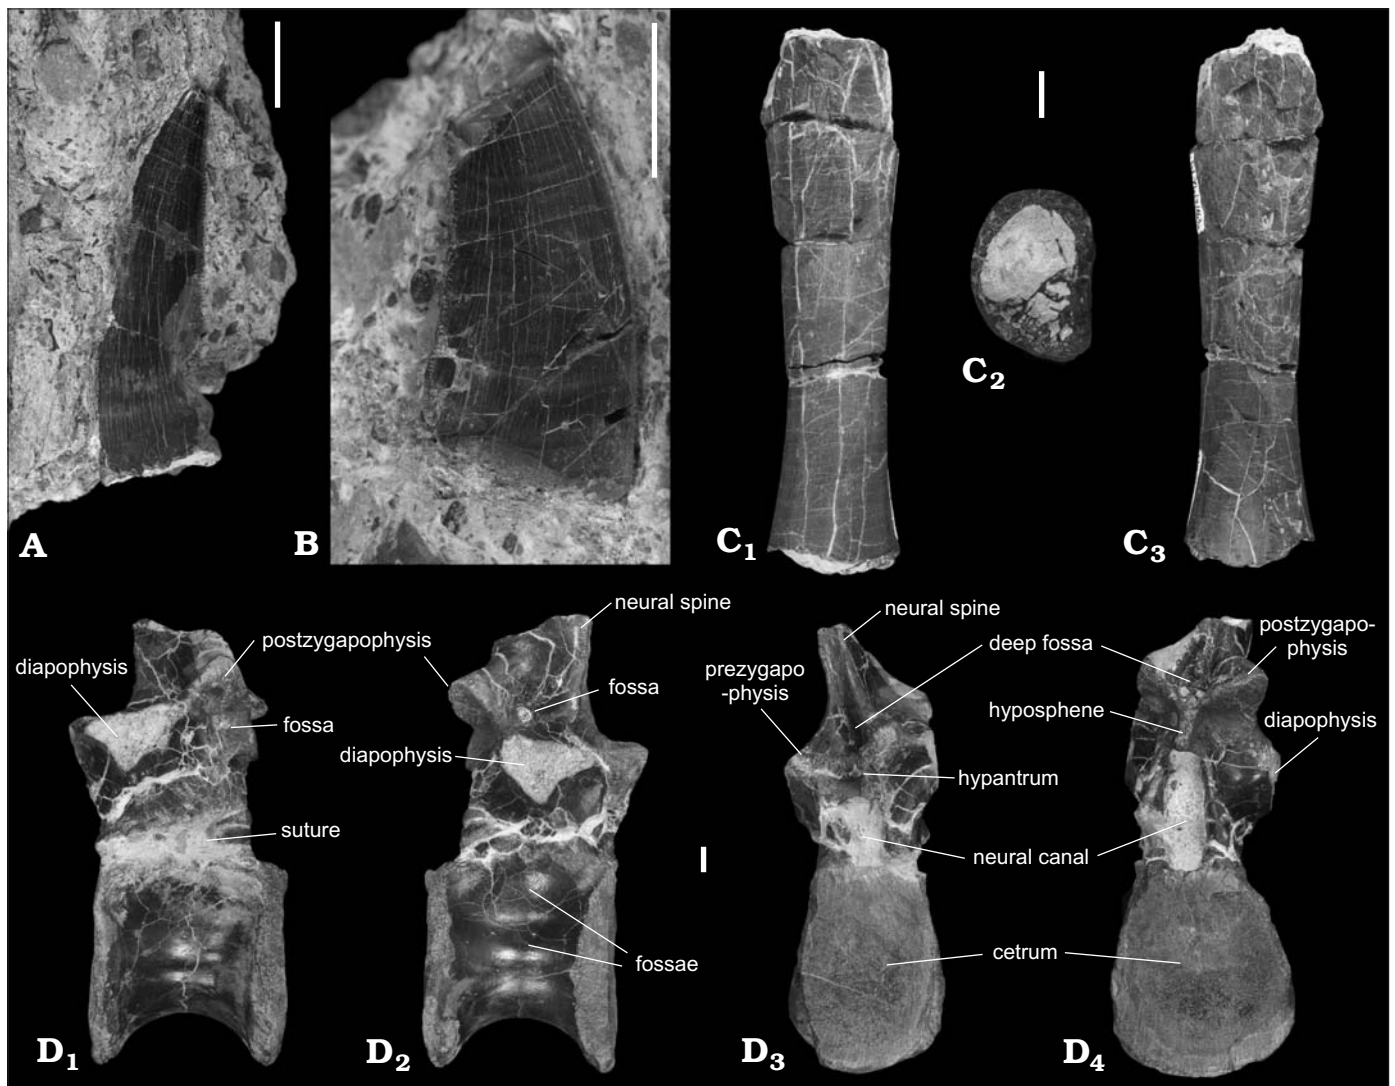 A
B
C1
C2
C3
neural spine
postzygapophysis
diapophysis
fossa
fossa
diapophysis
suture
fossae
D1
D2
neural spine
deep fossa
postzygapo-
physis
prezygapo
-physis
hyposphene
diapophysis
hypantrum
neural canal
cetrum
D3
D4